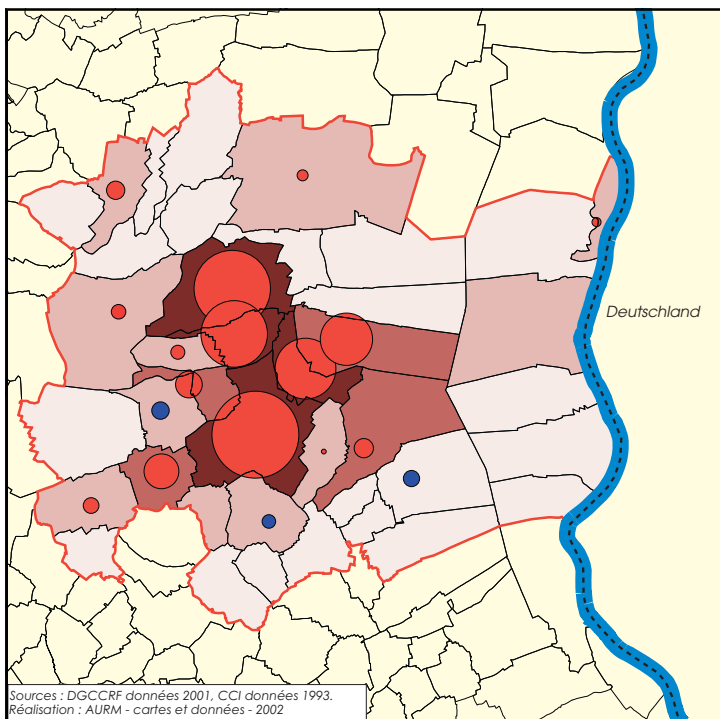 Deutschland
Sources : DGCCRF données 2001, CCI données 1993.
Réalisation : AURM - cartes et données - 2002